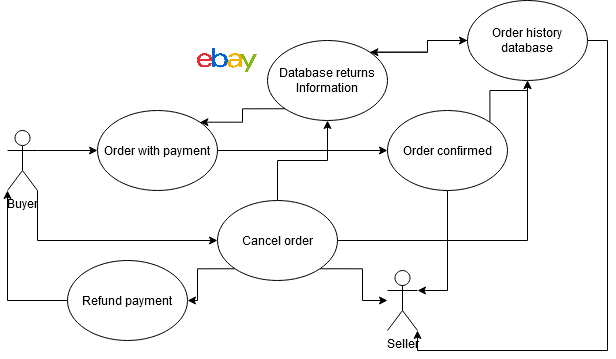 Order history
database
ebay
Database returns
Information
Order with payment
Order confirmed
Buyer
Cancel order
Refund payment
Seller